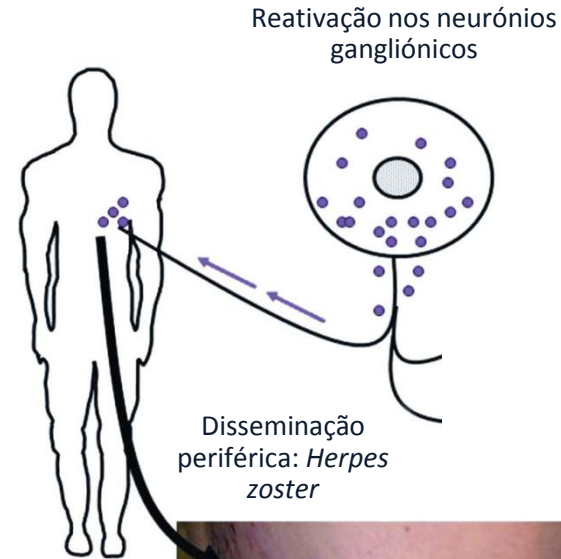 Reativação nos neurónios
gangliónicos
Disseminação
periférica: Herpes
zoster